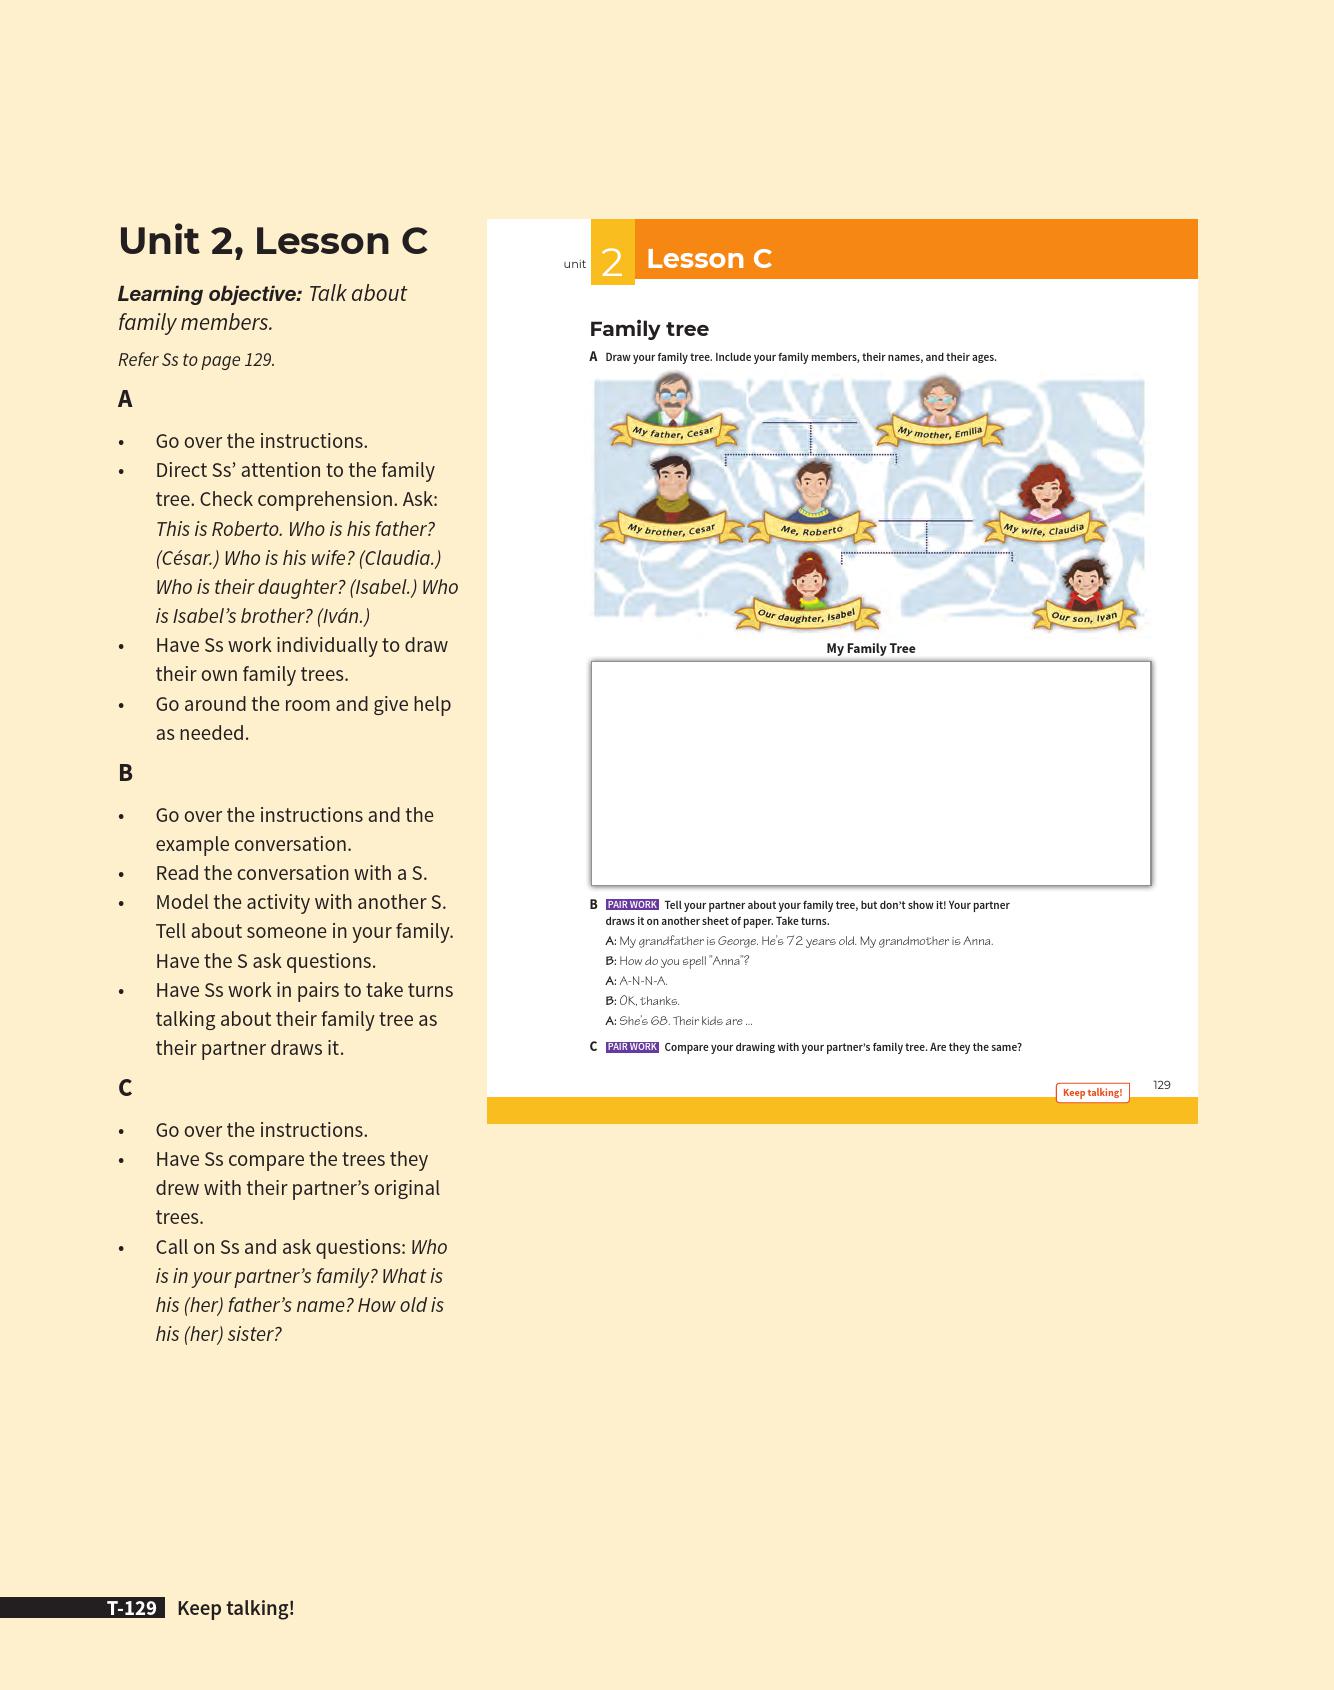 Unit 2, Lesson C
Learning objective: Talk about
family members.
Refer Ss to page 129.
A
• Go over the instructions.
• Direct Ss’ attention to the family
tree. Check comprehension. Ask:
This is Roberto. Who is his father?
(César.) Who is his wife? (Claudia.)
Who is their daughter? (Isabel.) Who
is Isabel’s brother? (Iván.)
• Have Ss work individually to draw
their own family trees.
• Go around the room and give help
as needed.
B
• Go over the instructions and the
example conversation.
• Read the conversation with a S.
• Model the activity with another S.
Tell about someone in your family.
Have the S ask questions.
• Have Ss work in pairs to take turns
talking about their family tree as
their partner draws it.
C
• Go over the instructions.
• Have Ss compare the trees they
drew with their partner’s original
trees.
• Call on Ss and ask questions: Who
is in your partner’s family? What is
his (her) father’s name? How old is
his (her) sister?
unit 2 Lesson C
Family tree
A Draw your family tree. Include your family members, their names, and their ages.
My father, Cesar
My mother, Emilia
My brother, Cesar
Me, Roberto
My wife, Claudia
Our daughter, Isabel
Our son, Ivan
My Family Tree
B PAIR WORK Tell your partner about your family tree, but don’t show it! Your partner
draws it on another sheet of paper. Take turns.
A: My grandfather is George. He’s 72 years old. My grandmother is Anna.
B: How do you spell “Anna”?
A: A-N-N-A.
B: OK, thanks.
A: She’s 68. Their kids are ...
C PAIR WORK Compare your drawing with your partner’s family tree. Are they the same?
Keep talking!
129
T-129 Keep talking!